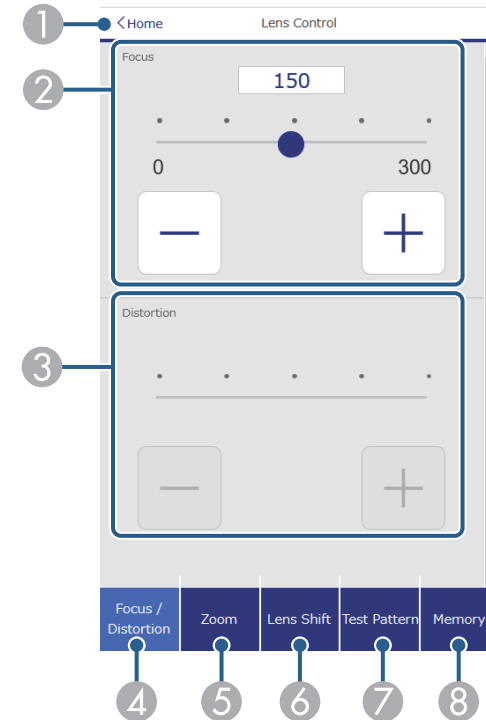 1
<Home
Lens Control
2
Focus
150
0
300
—
+
3
Distortion
—
+
Focus /
Distortion
Zoom
Lens Shift
Test Pattern
Memory
4
5
6
7
8